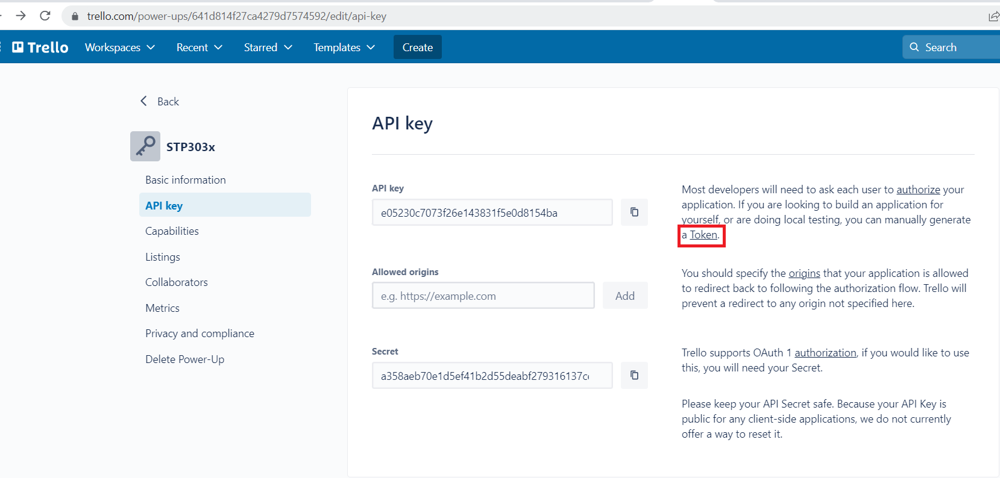 trello.com/power-ups/641d814f27ca4279d7574592/edit/api-key
Trello Workspaces Recent Starred Templates Create Search
Back
STP303x
Basic information
API key
Capabilities
Listings
Collaborators
Metrics
Privacy and compliance
Delete Power-Up
API key
API key
e05230c7073f26e143831f5e0d8154ba
Most developers will need to ask each user to authorize your
application. If you are looking to build an application for
yourself, or are doing local testing, you can manually generate
a Token.
Allowed origins
e.g. https://example.com
Add
You should specify the origins that your application is allowed
to redirect back to following the authorization flow. Trello will
prevent a redirect to any origin not specified here.
Secret
a358aeb70e1d5ef41b2d55deabf279316137c
Trello supports OAuth 1 authorization, if you would like to use
this, you will need your Secret.
Please keep your API Secret safe. Because your API Key is
public for any client-side applications, we do not currently
offer a way to reset it.